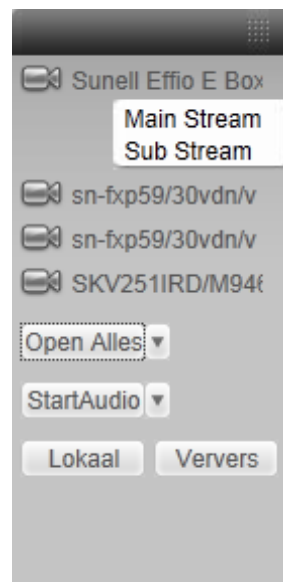 Sunell Effio E Box
Main Stream
Sub Stream
sn-fxp59/30vdn/v
sn-fxp59/30vdn/v
SKV251IRD/M946
Open Alles
StartAudio
Lokaal Ververs